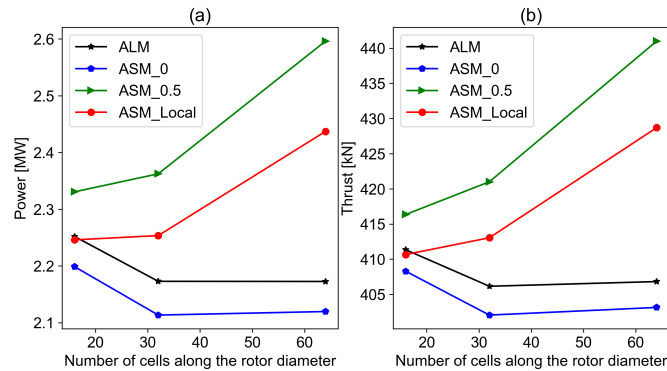 (a)
Power [MW]
2.6
2.5
2.4
2.3
2.2
2.1
ALM
ASM_0
ASM_0.5
ASM_Local
20 30 40 50 60
Number of cells along the rotor diameter
(b)
Thrust [kN]
440
435
430
425
420
415
410
405
ALM
ASM_0
ASM_0.5
ASM_Local
20 30 40 50 60
Number of cells along the rotor diameter